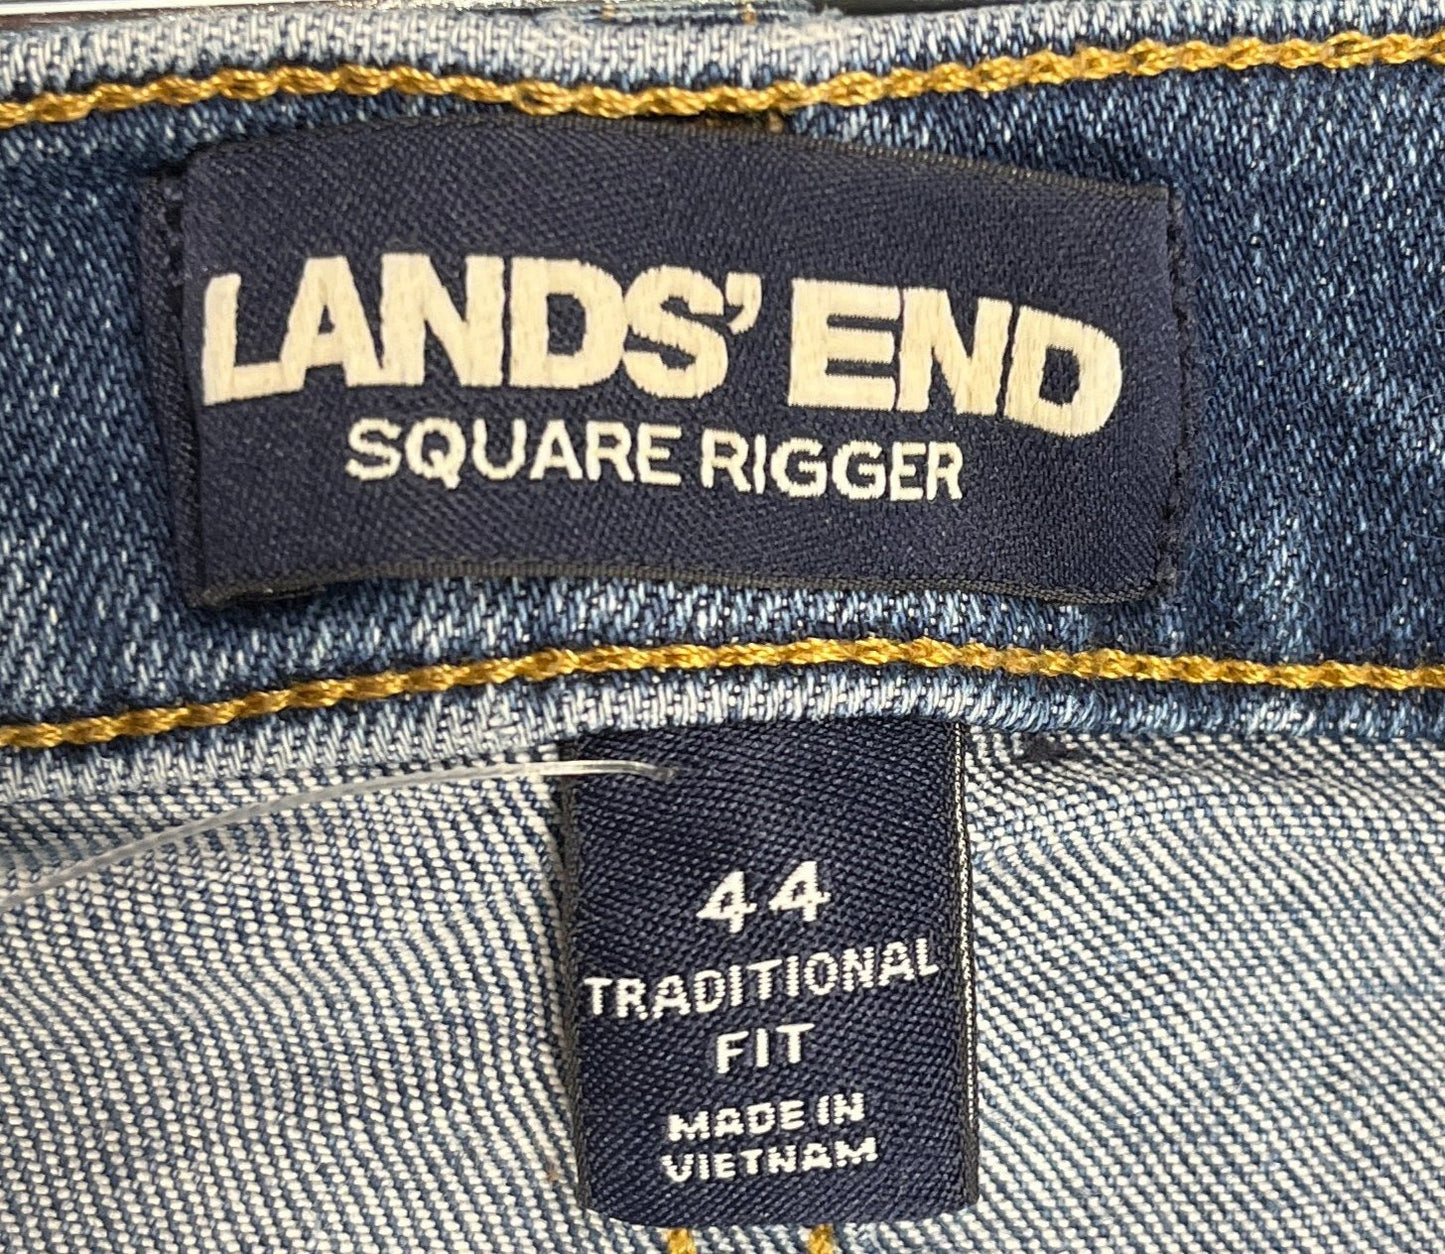 LANDS' END
SQUARE RIGGER
44
TRADITIONAL
FIT
MADE IN
VIETNAM